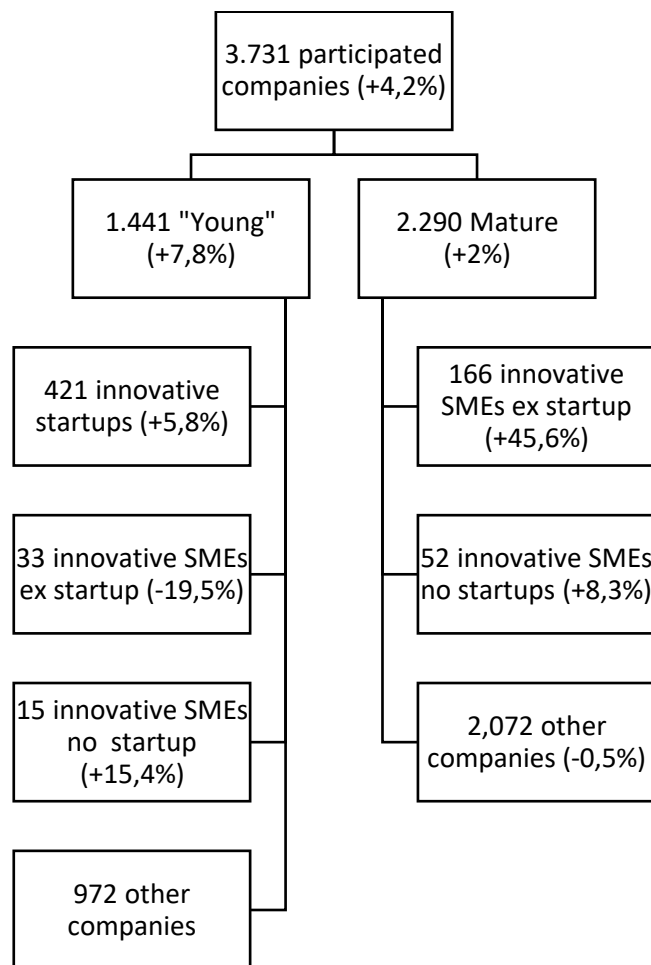 3.731 participated
companies (+4,2%)
1.441 "Young"
(+7,8%)
2.290 Mature
(+2%)
421 innovative
startups (+5,8%)
166 innovative
SMEs ex startup
(+45,6%)
33 innovative SMEs
ex startup (-19,5%)
52 innovative SMEs
no startups (+8,3%)
15 innovative SMEs
no startup
(+15,4%)
2,072 other
companies (-0,5%)
972 other
companies